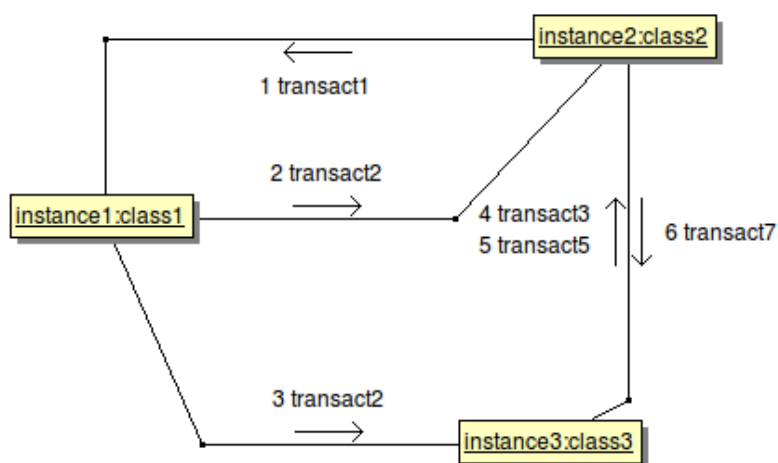 instance2:class2
1 transact1
2 transact2
instance1:class1
4 transact3
5 transact5
6 transact7
3 transact2
instance3:class3